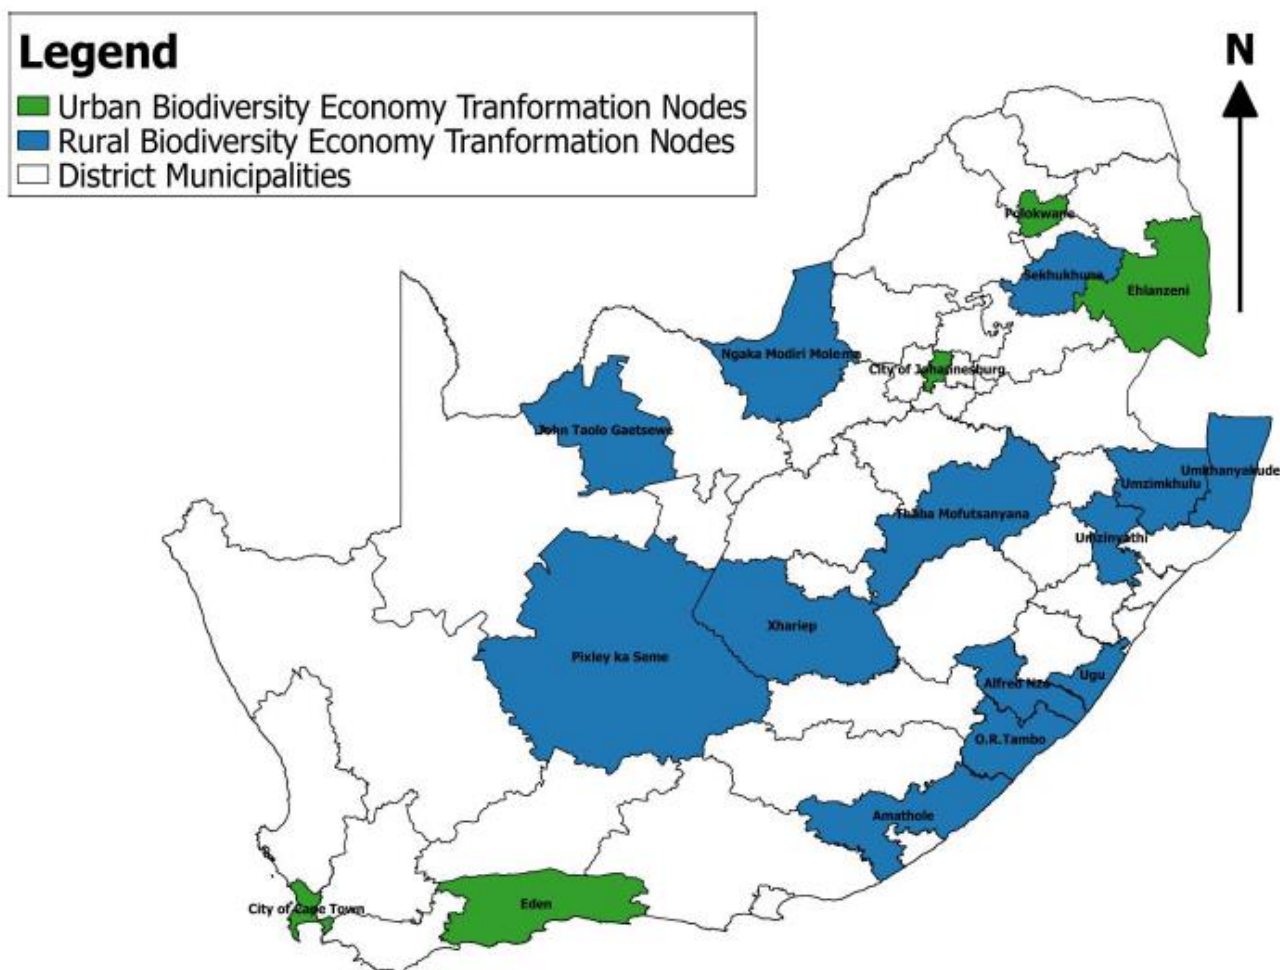 Legend
Urban Biodiversity Economy Tranformation Nodes
Rural Biodiversity Economy Tranformation Nodes
District Municipalities
N
Polokwane
Sekhukhune
Ehlanzeni
Ngaka Modiri Molema
City of Johannesburg
John Taolo Gaetsewe
Umkhanyakude
Umzimkhulu
Thaba Mofutsanyana
Umzinyathi
Xhariep
Pixley ka Seme
Ugu
Alfred Nzo
O.R.Tambo
Amathole
Eden
City of Cape Town